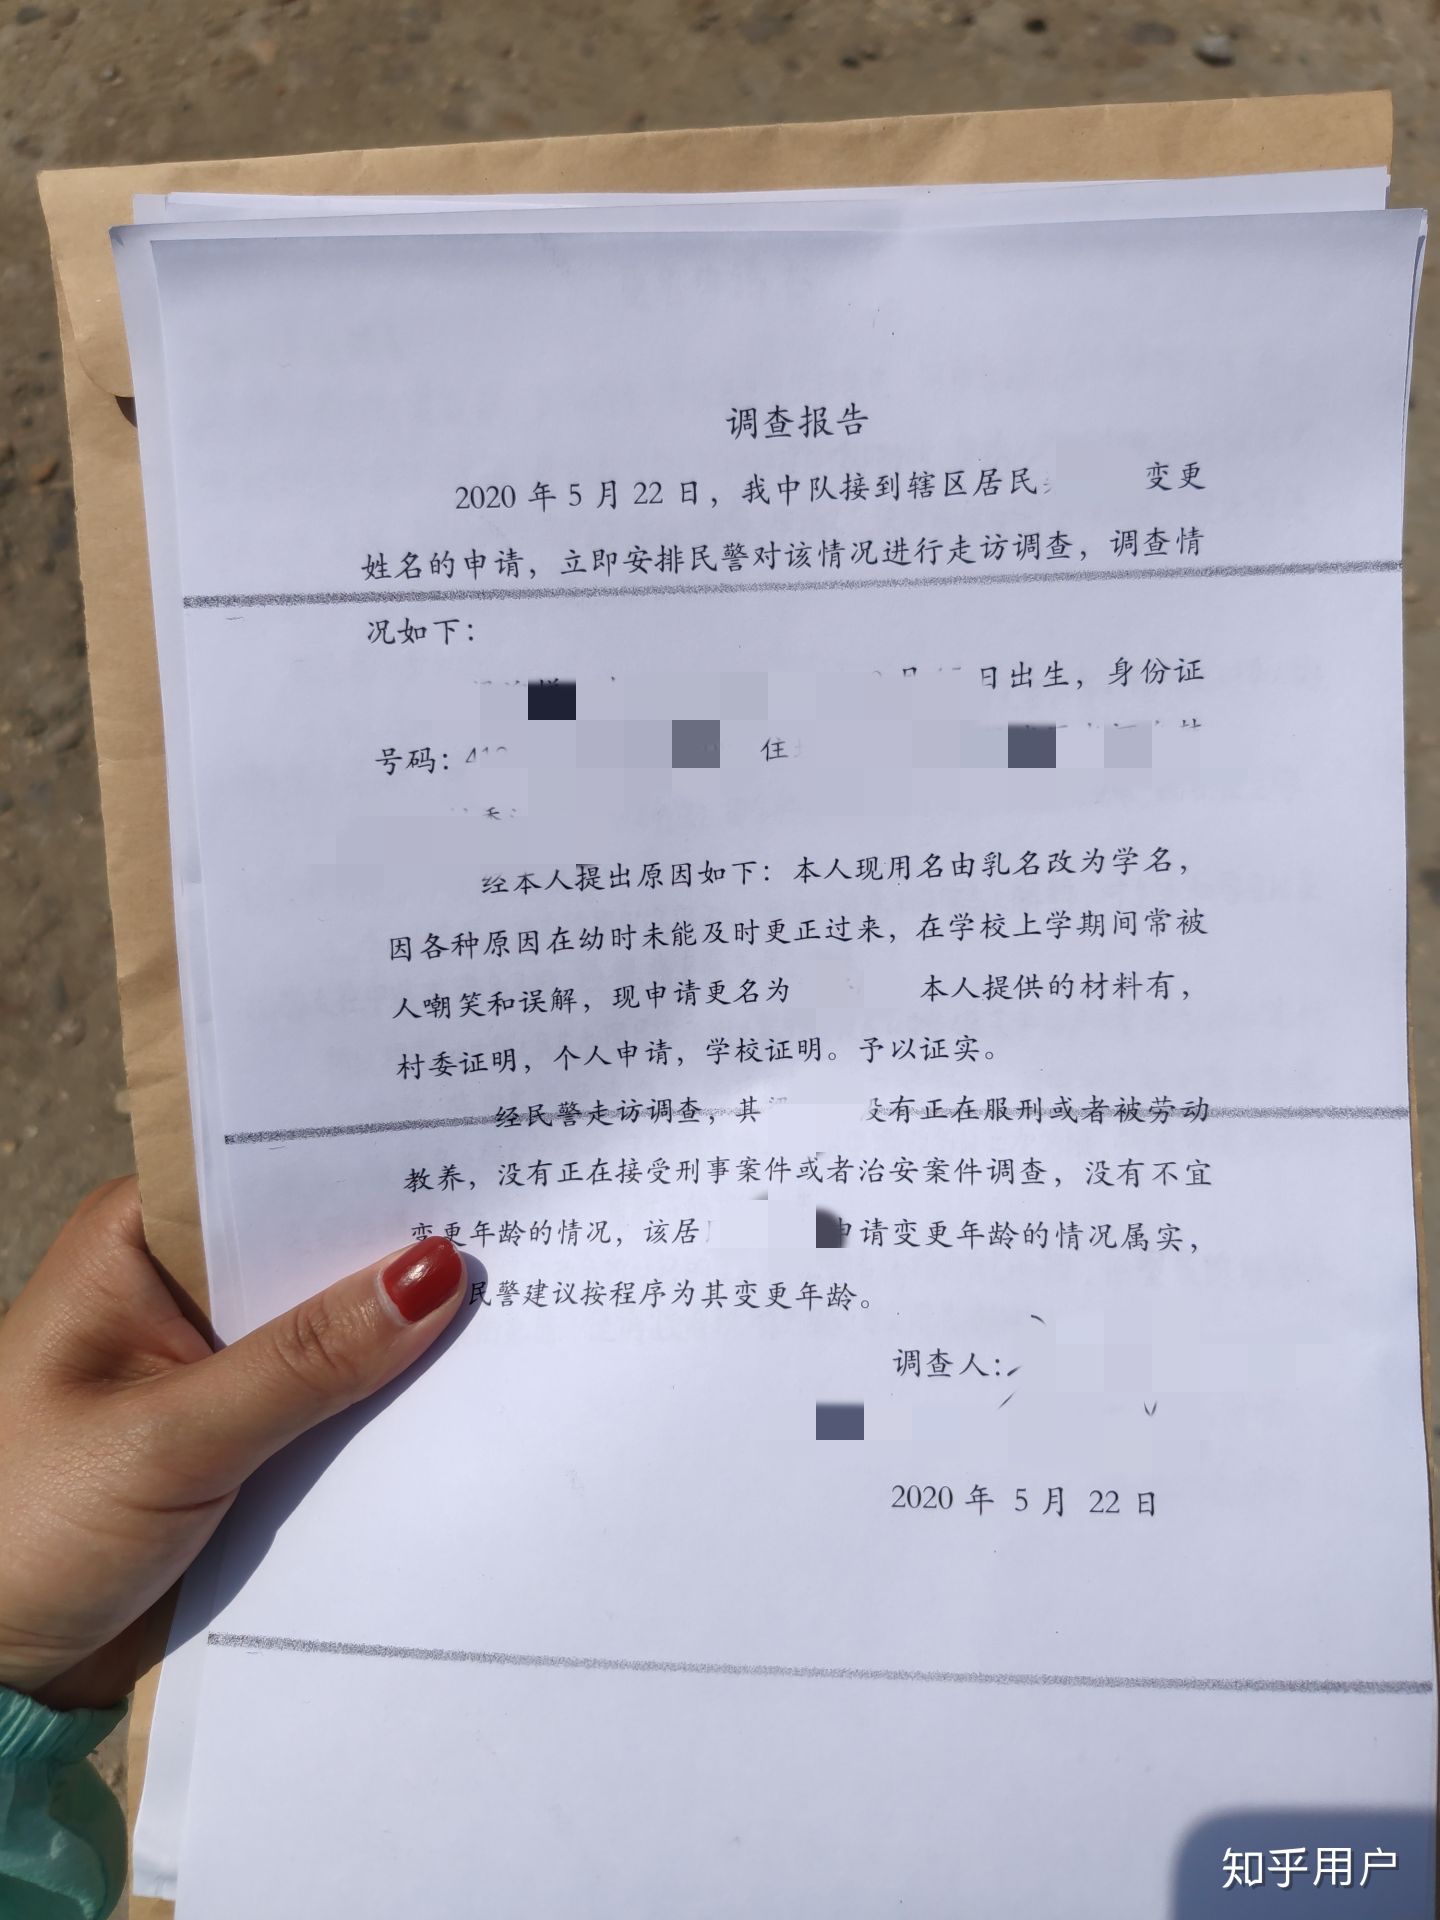 调查报告
2020 年 5 月 22 日，我中队接到辖区居民 变更
姓名的申请，立即安排民警对该情况进行走访调查，调查情
况如下：
日出生，身份证
号码： 住
经本人提出原因如下：本人现用名由乳名改为学名，
因各种原因在幼时未能及时更正过来，在学校上学期间常被
人嘲笑和误解，现申请更名为 本人提供的材料有，
村委证明，个人申请，学校证明。予以证实。
经民警走访调查，其 没有正在服刑或者被劳动
教养，没有正在接受刑事案件或者治安案件调查，没有不宜
变更年龄的情况，该居 申请变更年龄的情况属实，
民警建议按程序为其变更年龄。
调查人：
2020 年 5 月 22 日
知乎用户